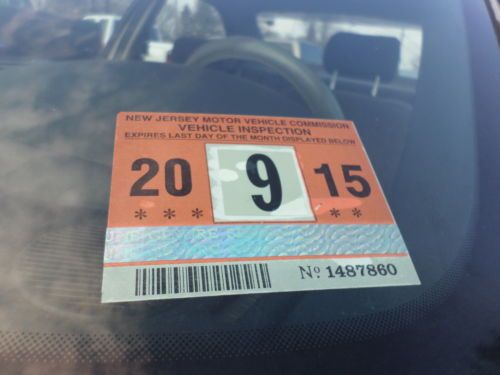 NEW JERSEY MOTOR VEHICLE COMMISSION
VEHICLE INSPECTION
EXPIRES LAST DAY OF THE MONTH DISPLAYED BELOW
20 9 15
* * * * *
No. 1487860